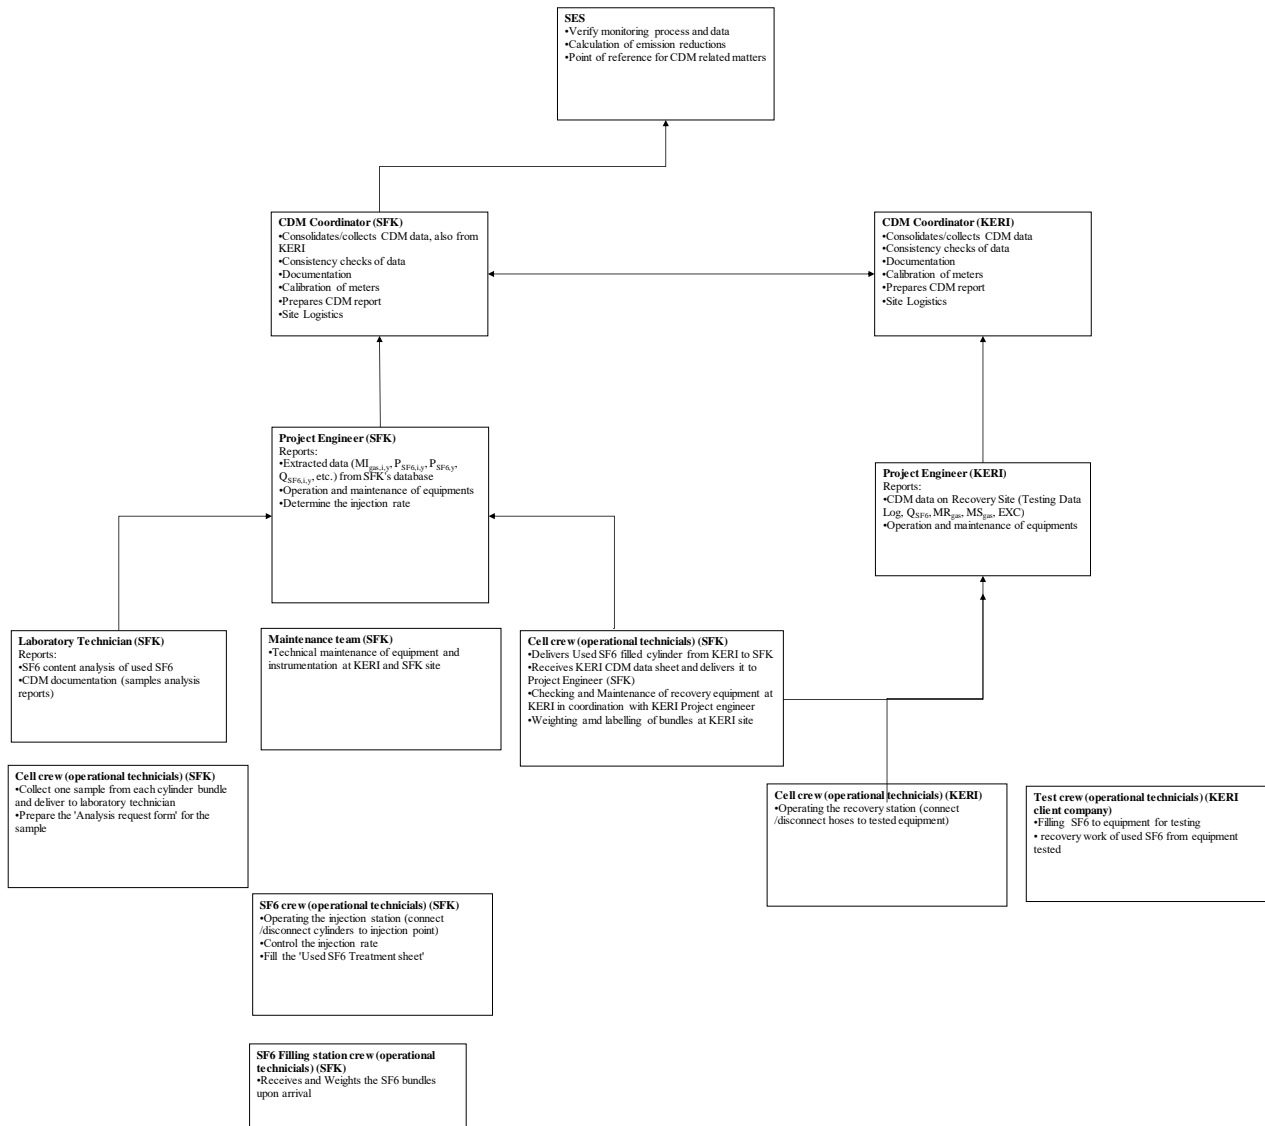 SES
•Verify monitoring process and data
•Calculation of emission reductions
•Point of reference for CDM related matters
CDM Coordinator (SFK)
•Consolidates/collects CDM data, also from
KERI
•Consistency checks of data
•Documentation
•Calibration of meters
•Prepares CDM report
•Site Logistics
CDM Coordinator (KERI)
•Consolidates/collects CDM data
•Consistency checks of data
•Documentation
•Calibration of meters
•Prepares CDM report
•Site Logistics
Project Engineer (SFK)
Reports:
•Extracted data (MIgas,i,y, PSF6,i,y, PSF6,y,
QSF6,i,y, etc.) from SFK's database
•Operation and maintenance of equipments
•Determine the injection rate
Project Engineer (KERI)
Reports:
•CDM data on Recovery Site (Testing Data
Log, QSF6, MRgas, MSgas, EXC)
•Operation and maintenance of equipments
Laboratory Technician (SFK)
Reports:
•SF6 content analysis of used SF6
•CDM documentation (samples analysis
reports)
Maintenance team (SFK)
•Technical maintenance of equipment and
instrumentation at KERI and SFK site
Cell crew (operational technicials) (SFK)
•Delivers Used SF6 filled cylinder from KERI to SFK
•Receives KERI CDM data sheet and delivers it to
Project Engineer (SFK)
•Checking and Maintenance of recovery equipment at
KERI in coordination with KERI Project engineer
•Weighting amd labelling of bundles at KERI site
Cell crew (operational technicials) (SFK)
•Collect one sample from each cylinder bundle
and deliver to laboratory technician
•Prepare the 'Analysis request form' for the
sample
Cell crew (operational technicials) (KERI)
•Operating the recovery station (connect
/disconnect hoses to tested equipment)
Test crew (operational technicials) (KERI
client company)
•Filling SF6 to equipment for testing
• recovery work of used SF6 from equipment
tested
SF6 crew (operational technicials) (SFK)
•Operating the injection station (connect
/disconnect cylinders to injection point)
•Control the injection rate
•Fill the 'Used SF6 Treatment sheet'
SF6 Filling station crew (operational
technicials) (SFK)
•Receives and Weights the SF6 bundles
upon arrival